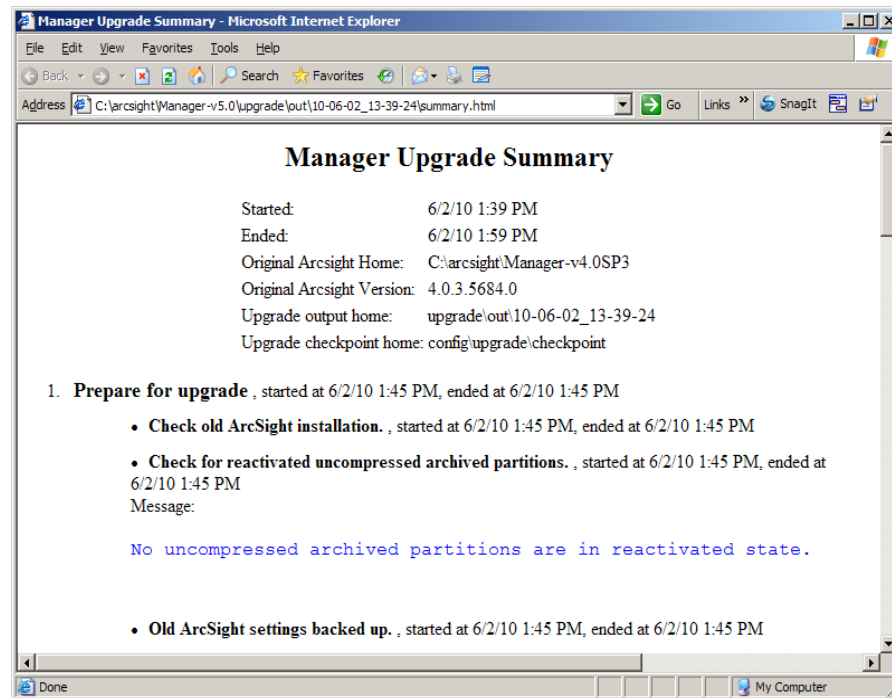 Manager Upgrade Summary - Microsoft Internet Explorer
File Edit View Favorites Tools Help
Back Search Favorites
Address C:\arcsight\Manager-v5.0\upgrade\out\10-06-02_13-39-24\summary.html Go Links » SnagIt
Manager Upgrade Summary
Started: 6/2/10 1:39 PM
Ended: 6/2/10 1:59 PM
Original Arcsight Home: C:\arcsight\Manager-v4.0SP3
Original Arcsight Version: 4.0.3.5684.0
Upgrade output home: upgrade\out\10-06-02_13-39-24
Upgrade checkpoint home: config\upgrade\checkpoint
1. Prepare for upgrade , started at 6/2/10 1:45 PM, ended at 6/2/10 1:45 PM
• Check old ArcSight installation. , started at 6/2/10 1:45 PM, ended at 6/2/10 1:45 PM
• Check for reactivated uncompressed archived partitions. , started at 6/2/10 1:45 PM, ended at
6/2/10 1:45 PM
Message:
No uncompressed archived partitions are in reactivated state.
• Old ArcSight settings backed up. , started at 6/2/10 1:45 PM, ended at 6/2/10 1:45 PM
Done My Computer